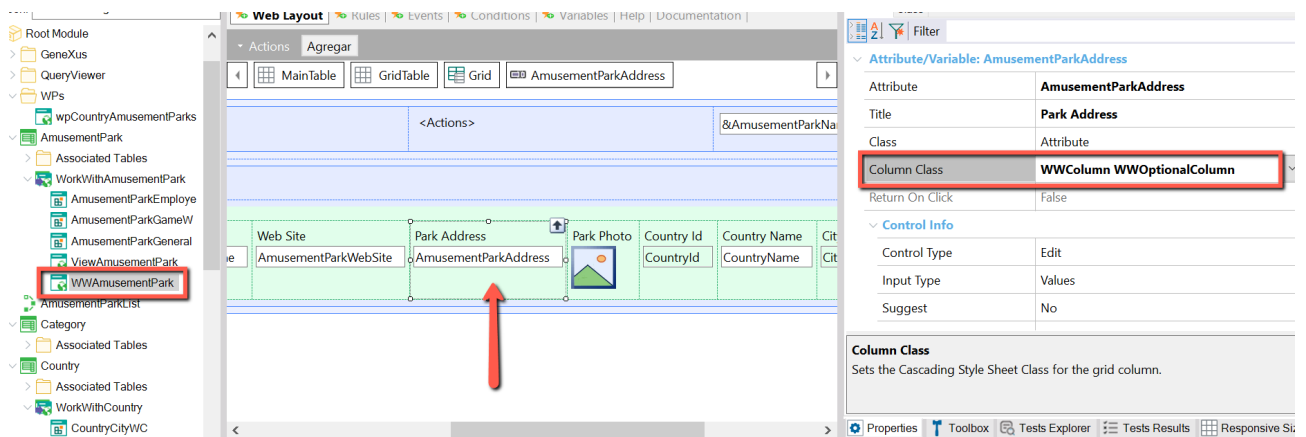 Root Module
GeneXus
QueryViewer
WPs
wpCountryAmusementParks
AmusementPark
Associated Tables
WorkWithAmusementPark
AmusementParkEmploye
AmusementParkGameW
AmusementParkGeneral
ViewAmusementPark
WWAmusementPark
AmusementParkList
Category
Associated Tables
Country
Associated Tables
WorkWithCountry
CountryCityWC
Web Layout | Rules | Events | Conditions | Variables | Help | Documentation |
Actions Agregar
MainTable GridTable Grid AmusementParkAddress
<Actions> &AmusementParkNa
Web Site Park Address Park Photo Country Id Country Name Cit
AmusementParkWebSite AmusementParkAddress CountryId CountryName Cit
Filter
Attribute/Variable: AmusementParkAddress
Attribute AmusementParkAddress
Title Park Address
Class Attribute
Column Class WWColumn WWOptionalColumn
Return On Click False
Control Info
Control Type Edit
Input Type Values
Suggest No
Column Class
Sets the Cascading Style Sheet Class for the grid column.
Properties Toolbox Tests Explorer Tests Results Responsive Siz